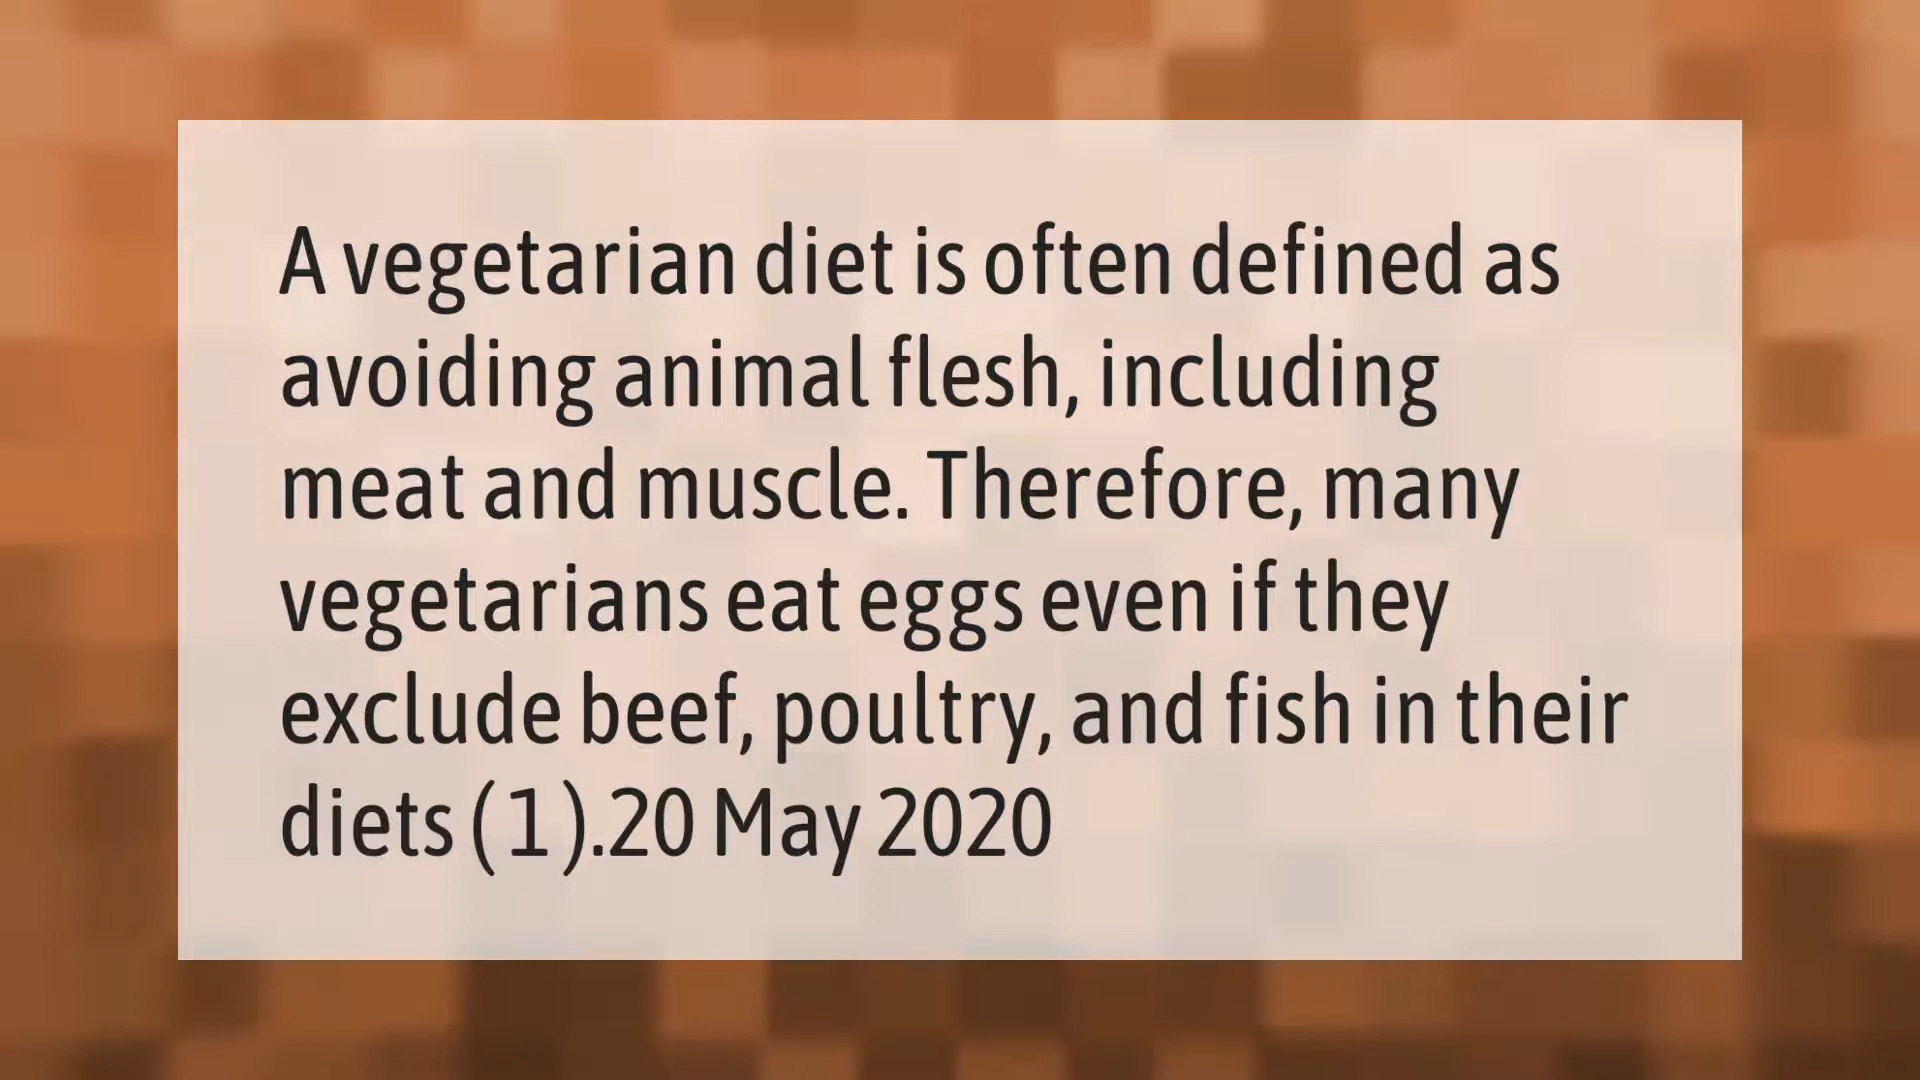 A vegetarian diet is often defined as
avoiding animal flesh, including
meat and muscle. Therefore, many
vegetarians eat eggs even if they
exclude beef, poultry, and fish in their
diets (1).20 May 2020